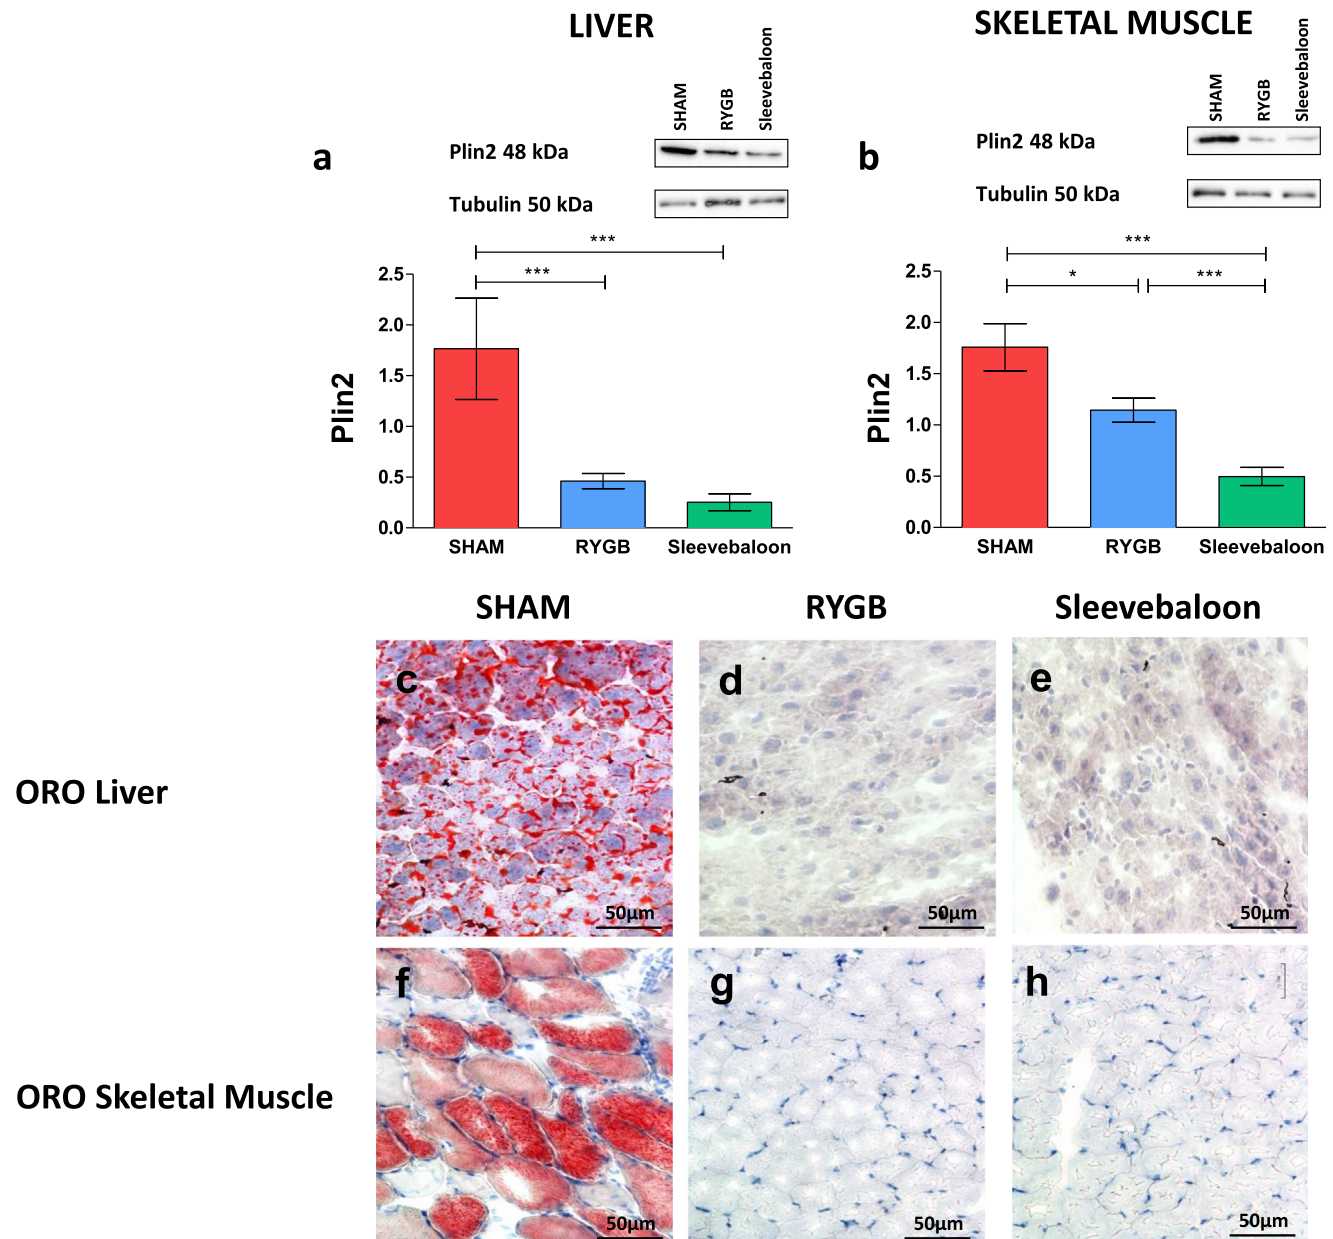 LIVER
SKELETAL MUSCLE
SHAM
RYGB
Sleevebaloon
SHAM
RYGB
Sleevebaloon
a
Plin2 48 kDa
Tubulin 50 kDa
b
Plin2 48 kDa
Tubulin 50 kDa
***
***
***
*
***
Plin2
2.5
2.0
1.5
1.0
0.5
0.0
SHAM
RYGB
Sleevebaloon
Plin2
2.5
2.0
1.5
1.0
0.5
0.0
SHAM
RYGB
Sleevebaloon
SHAM
RYGB
Sleevebaloon
ORO Liver
c
50µm
d
50µm
e
50µm
ORO Skeletal Muscle
f
50µm
g
50µm
h
50µm